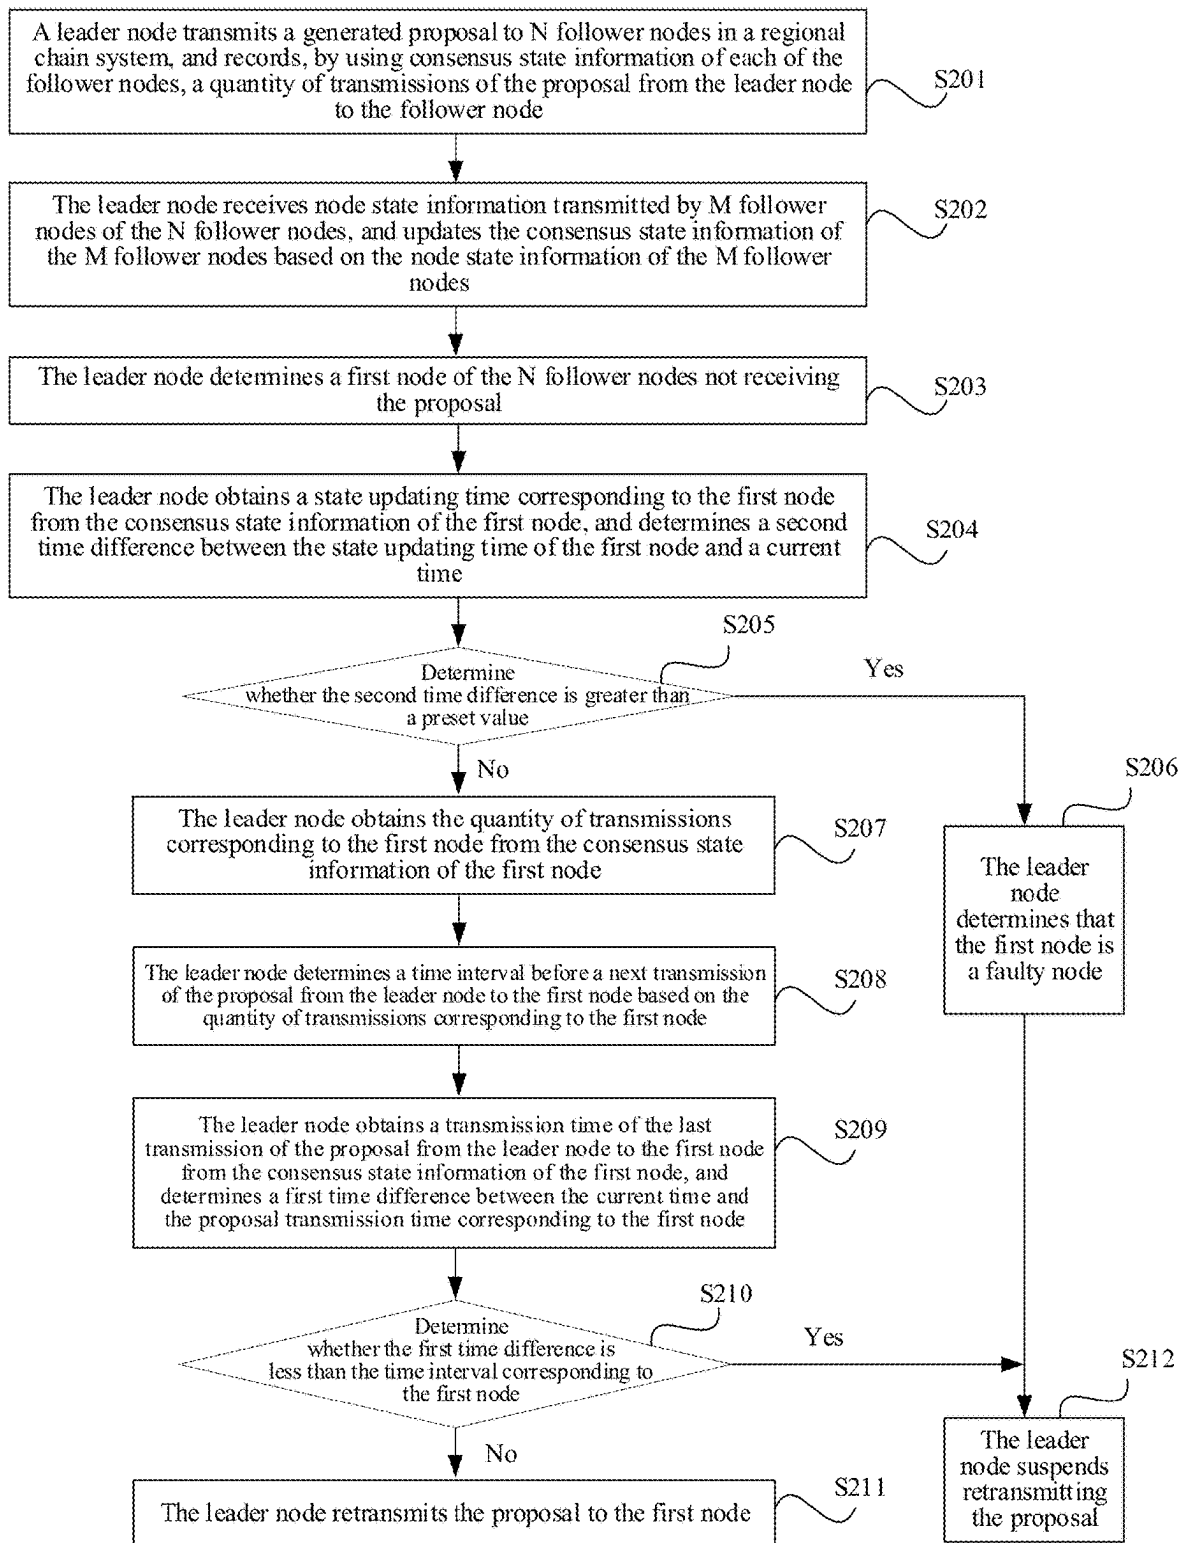 A leader node transmits a generated proposal to N follower nodes in a regional
chain system, and records, by using consensus state information of each of the
follower nodes, a quantity of transmissions of the proposal from the leader node
to the follower node
S201
The leader node receives node state information transmitted by M follower
nodes of the N follower nodes, and updates the consensus state information of
the M follower nodes based on the node state information of the M follower
nodes
S202
The leader node determines a first node of the N follower nodes not receiving
the proposal
S203
The leader node obtains a state updating time corresponding to the first node
from the consensus state information of the first node, and determines a second
time difference between the state updating time of the first node and a current
time
S204
S205
Determine
whether the second time difference is greater than
a preset value
Yes
No
S206
The leader
node
determines that
the first node is
a faulty node
The leader node obtains the quantity of transmissions
corresponding to the first node from the consensus state
information of the first node
S207
The leader node determines a time interval before a next transmission
of the proposal from the leader node to the first node based on the
quantity of transmissions corresponding to the first node
S208
The leader node obtains a transmission time of the last
transmission of the proposal from the leader node to the first node
from the consensus state information of the first node, and
determines a first time difference between the current time and
the proposal transmission time corresponding to the first node
S209
S210
Determine
whether the first time difference is
less than the time interval corresponding to
the first node
Yes
No
S212
The leader
node suspends
retransmitting
the proposal
The leader node retransmits the proposal to the first node
S211